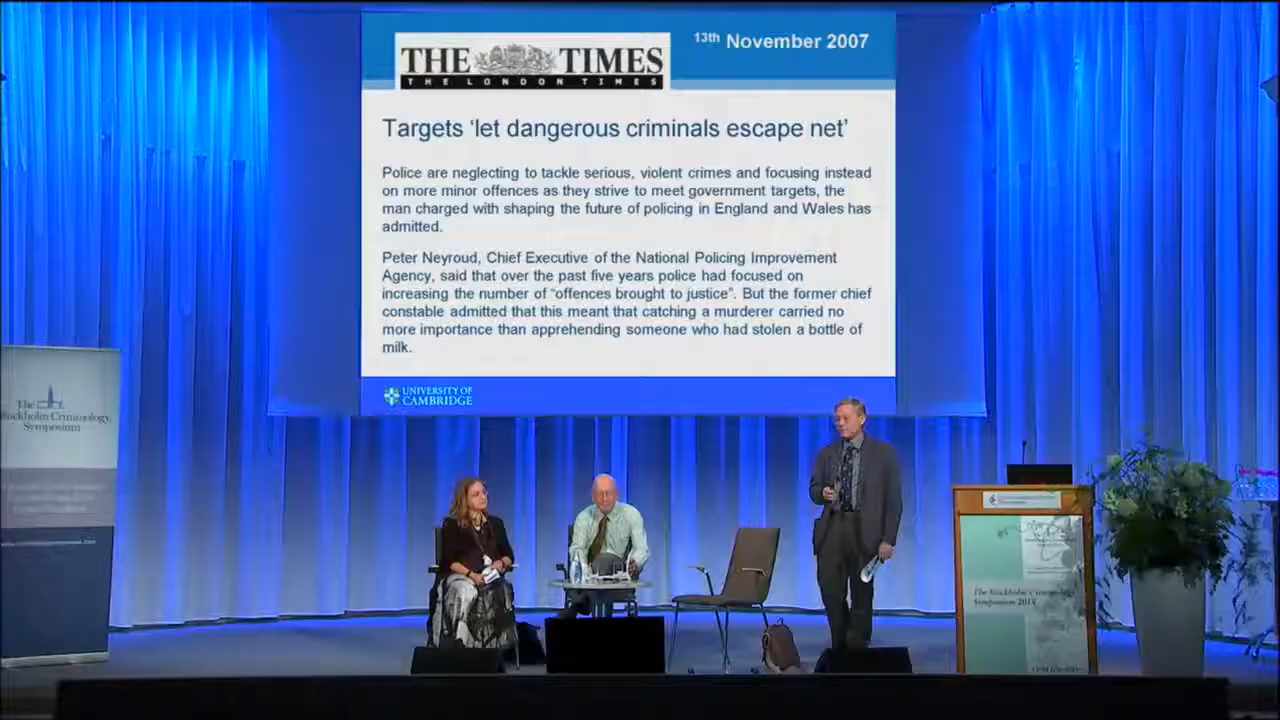 13th November 2007
THE TIMES
THE LONDON TIMES
Targets ‘let dangerous criminals escape net’
Police are neglecting to tackle serious, violent crimes and focusing instead
on more minor offences as they strive to meet government targets, the
man charged with shaping the future of policing in England and Wales has
admitted.
Peter Neyroud, Chief Executive of the National Policing Improvement
Agency, said that over the past five years police had focused on
increasing the number of “offences brought to justice”. But the former chief
constable admitted that this meant that catching a murderer carried no
more importance than apprehending someone who had stolen a bottle of
milk.
UNIVERSITY OF
CAMBRIDGE
The
Stockholm Criminology
Symposium
The Stockholm Criminology
Symposium